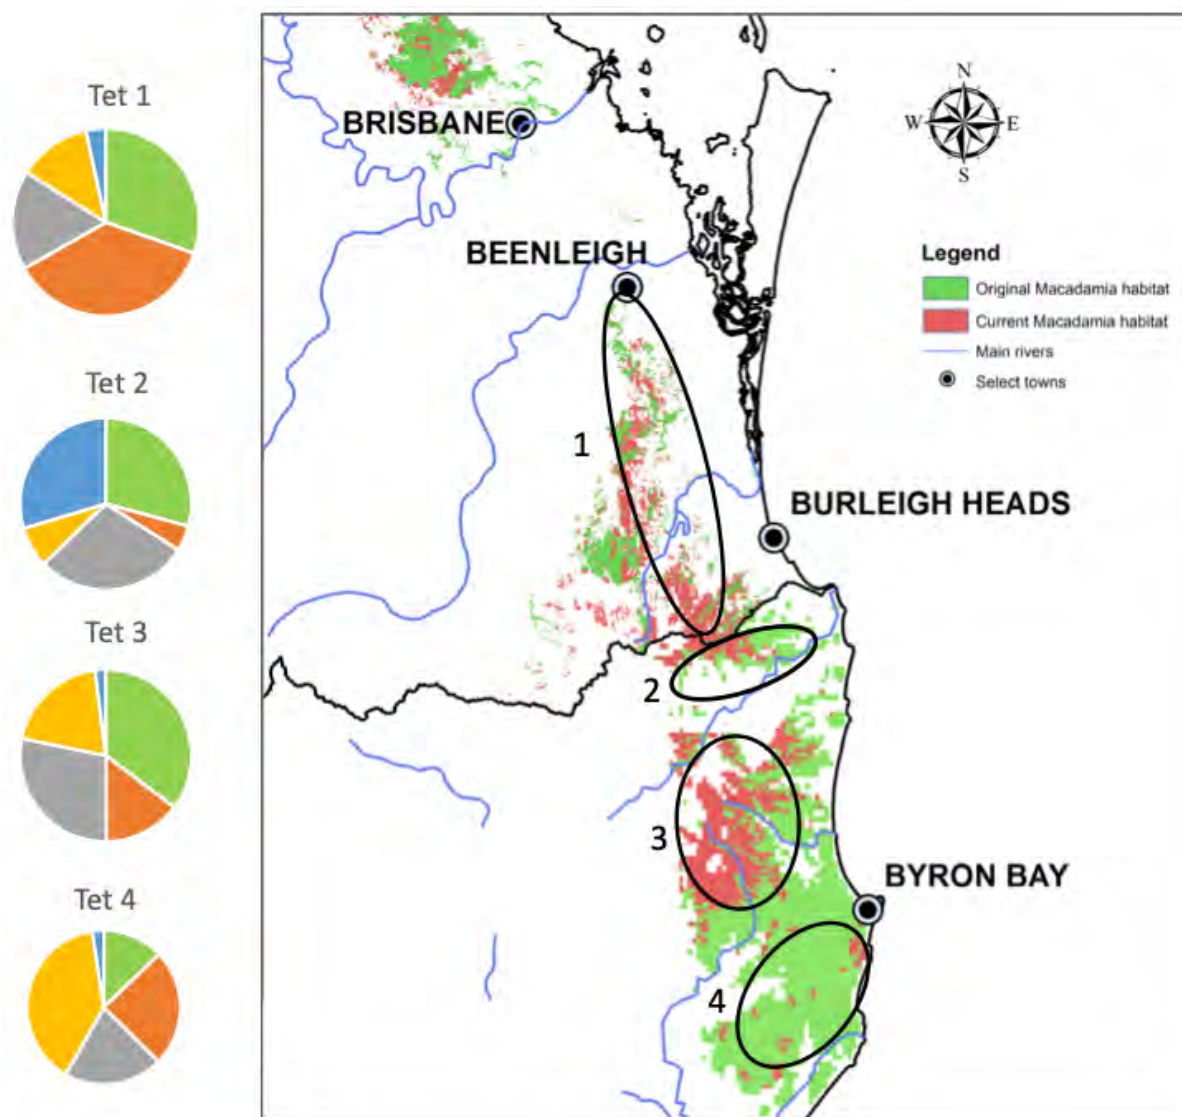 Tet 1
Tet 2
Tet 3
Tet 4
BRISBANE
BEENLEIGH
BURLEIGH HEADS
BYRON BAY
1
2
3
4
N
W E
S
Legend
Original Macadamia habitat
Current Macadamia habitat
Main rivers
Select towns